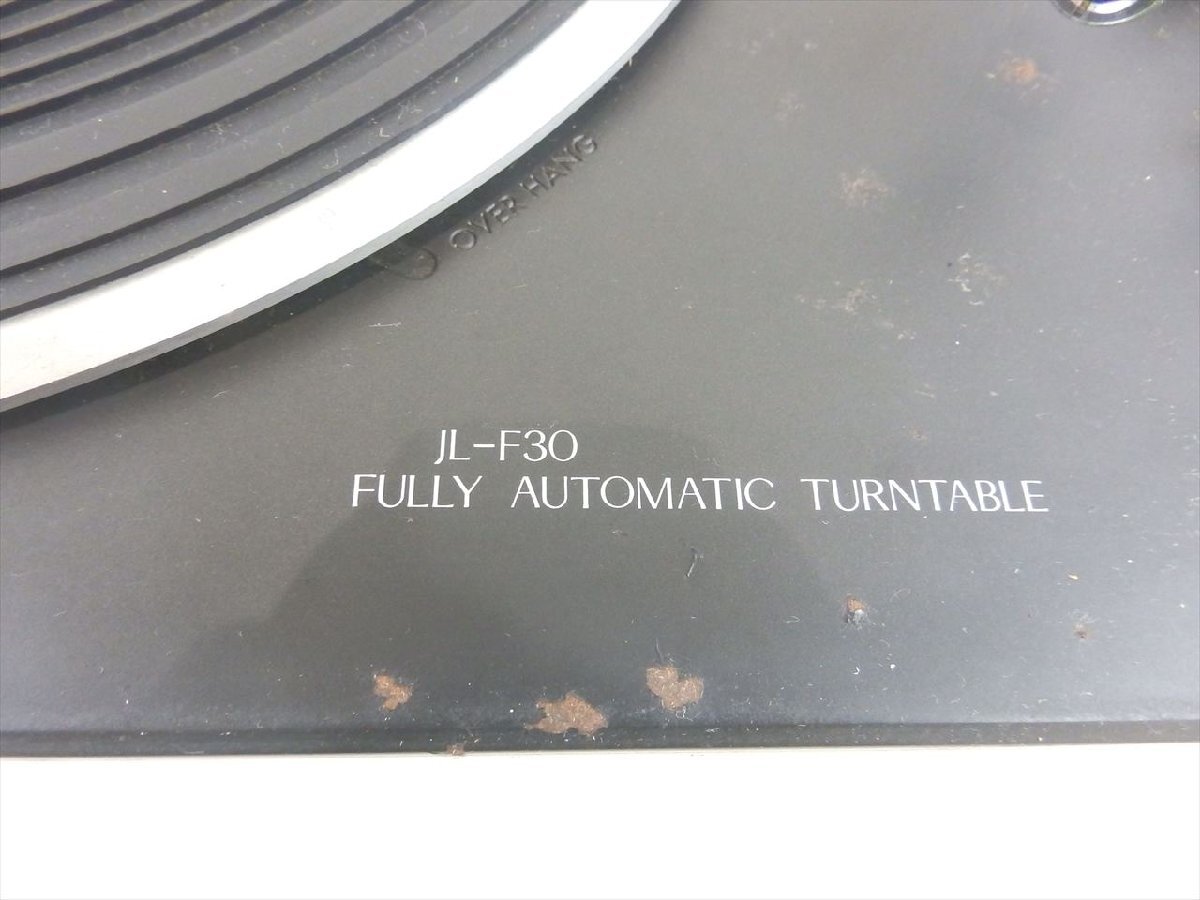 OVER HANG
JL-F30
FULLY AUTOMATIC TURNTABLE